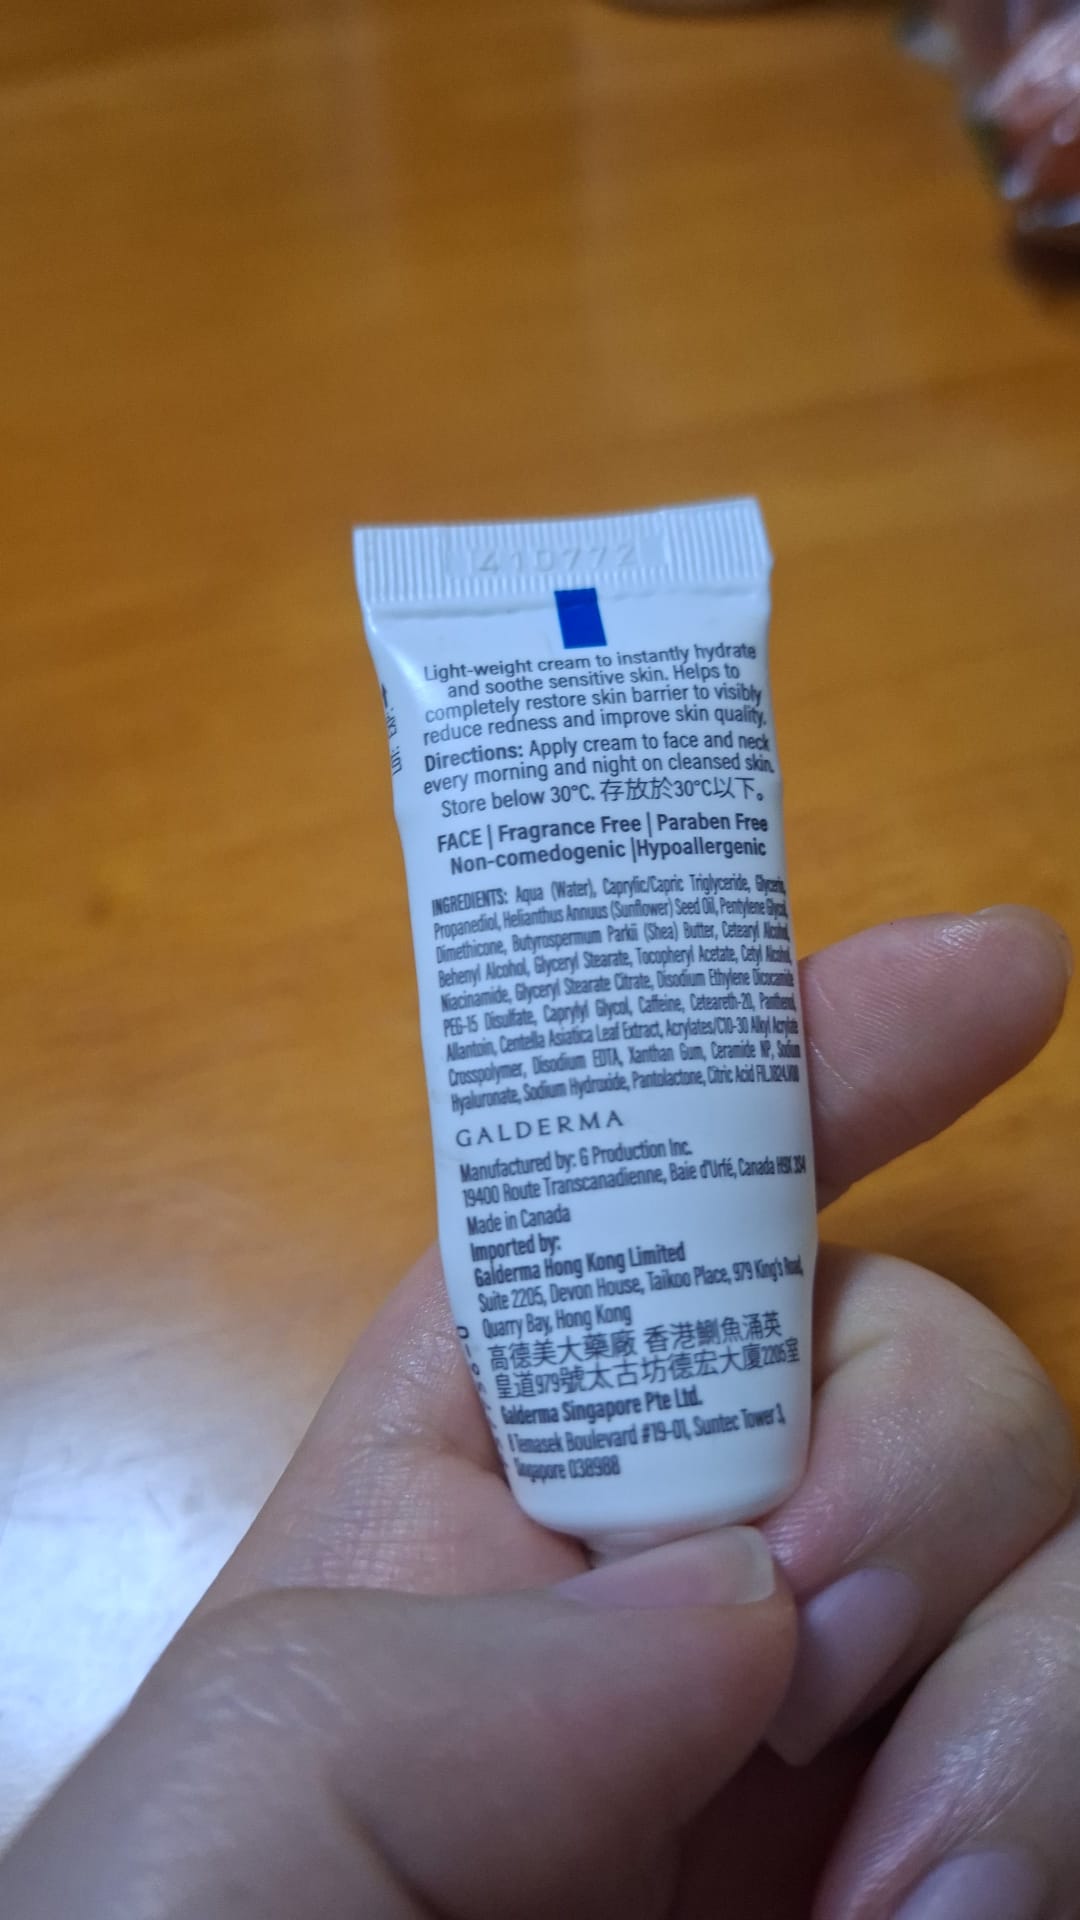 410772
Light-weight cream to instantly hydrate
and soothe sensitive skin. Helps to
completely restore skin barrier to visibly
reduce redness and improve skin quality.
Directions: Apply cream to face and neck
every morning and night on cleansed skin.
Store below 30°C. 存放於30°C以下。
FACE | Fragrance Free | Paraben Free
Non-comedogenic |Hypoallergenic
INGREDIENTS: Aqua (Water), Caprylic/Capric Triglyceride, Glycerin,
Propanediol, Helianthus Annuus (Sunflower) Seed Oil, Pentylene Glycol,
Dimethicone, Butyrospermum Parkii (Shea) Butter, Cetearyl Alcohol,
Behenyl Alcohol, Glyceryl Stearate, Tocopheryl Acetate, Cetyl Alcohol,
Niacinamide, Glyceryl Stearate Citrate, Disodium Ethylene Dicocamide
PEG-15 Disulfate, Caprylyl Glycol, Caffeine, Ceteareth-20, Panthenol,
Allantoin, Centella Asiatica Leaf Extract, Acrylates/C10-30 Alkyl Acrylate
Crosspolymer, Disodium EDTA, Xanthan Gum, Ceramide NP, Sodium
Hyaluronate, Sodium Hydroxide, Pantolactone, Citric Acid
GALDERMA
Manufactured by: G Production Inc.
19400 Route Transcanadienne, Baie d'Urfé, Canada H9X 3S4
Made in Canada
Imported by:
Galderma Hong Kong Limited
Suite 2205, Devon House, Taikoo Place, 979 King's Road,
Quarry Bay, Hong Kong
高德美大藥廠 香港鰂魚涌英
皇道979號太古坊德宏大廈2205室
Galderma Singapore Pte Ltd.
Temasek Boulevard #19-01, Suntec Tower 3,
Singapore 038988